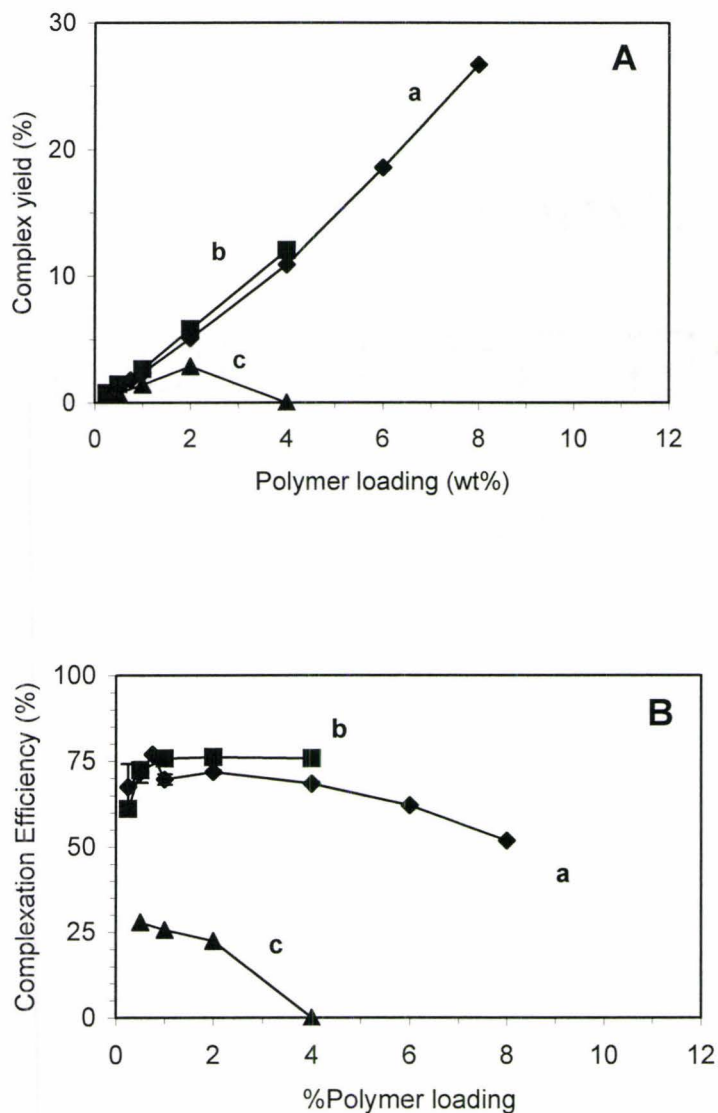 30
A
a
20
Complex yield (%)
b
10
c
0
0 2 4 6 8 10 12
Polymer loading (wt%)
100
B
b
75
Complexation Efficiency (%)
50
a
25
c
0
0 2 4 6 8 10 12
%Polymer loading